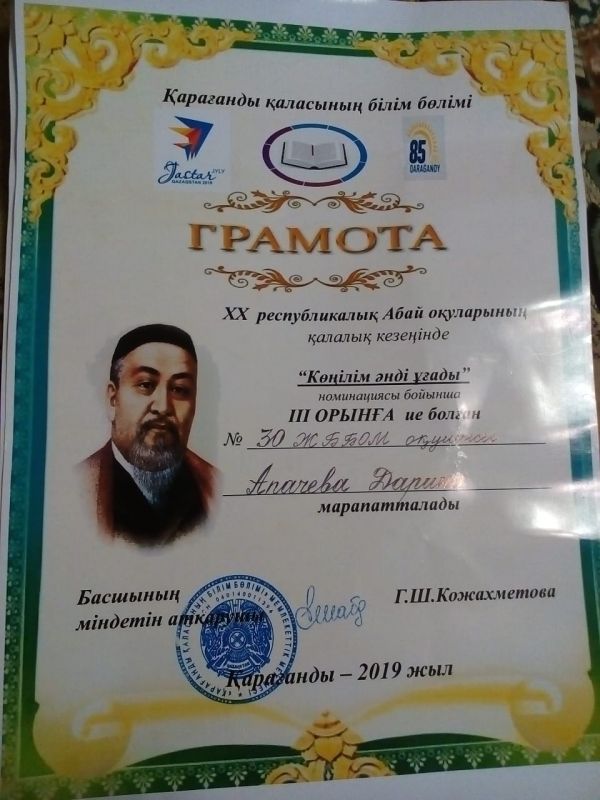 Қарағанды қаласының білім бөлімі
Jastar JYLY
QAZAQSTAN 2019
85
QARAGANDY
ГРАМОТА
XX республикалық Абай оқуларының
қалалық кезеңінде
“Көңілім әнді ұғады”
номинациясы бойынша
III ОРЫНҒА ие болған
№ 30 ЖББОМ оқушысы
Апачева
марапатталады
Басшының
міндетін атқарушы
Г.Ш.Кожахметова
Қарағанды – 2019 жыл